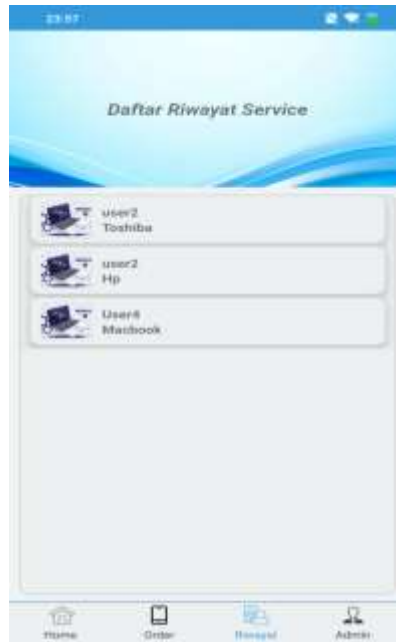 23:57
Daftar Riwayat Service
user2
Toshiba
user2
Hp
User4
Macbook
Home
Order
Riwayat
Admin